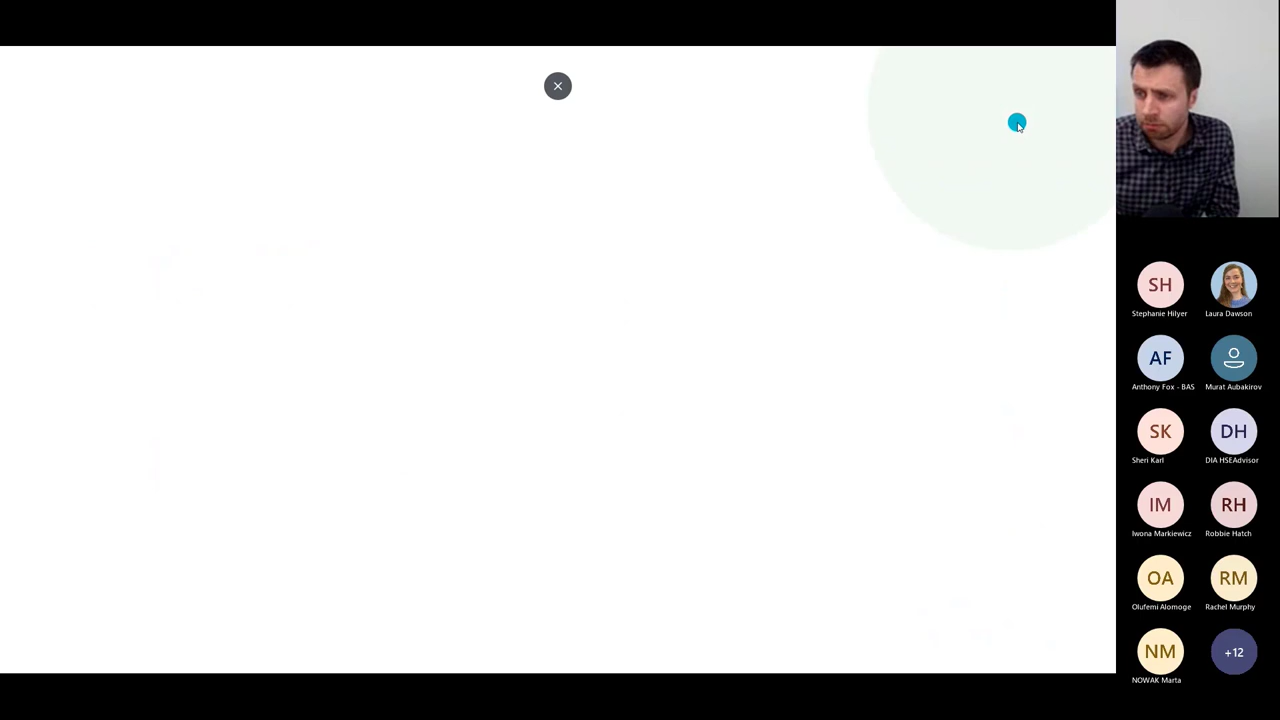 SH
Stephanie Hilyer
Laura Dawson
AF
Anthony Fox - BAS
Murat Aubakirov
SK
Sheri Karl
DH
DIA HSEAdvisor
IM
Iwona Markiewicz
RH
Robbie Hatch
OA
Olufemi Alomoge
RM
Rachel Murphy
NM
NOWAK Marta
+12